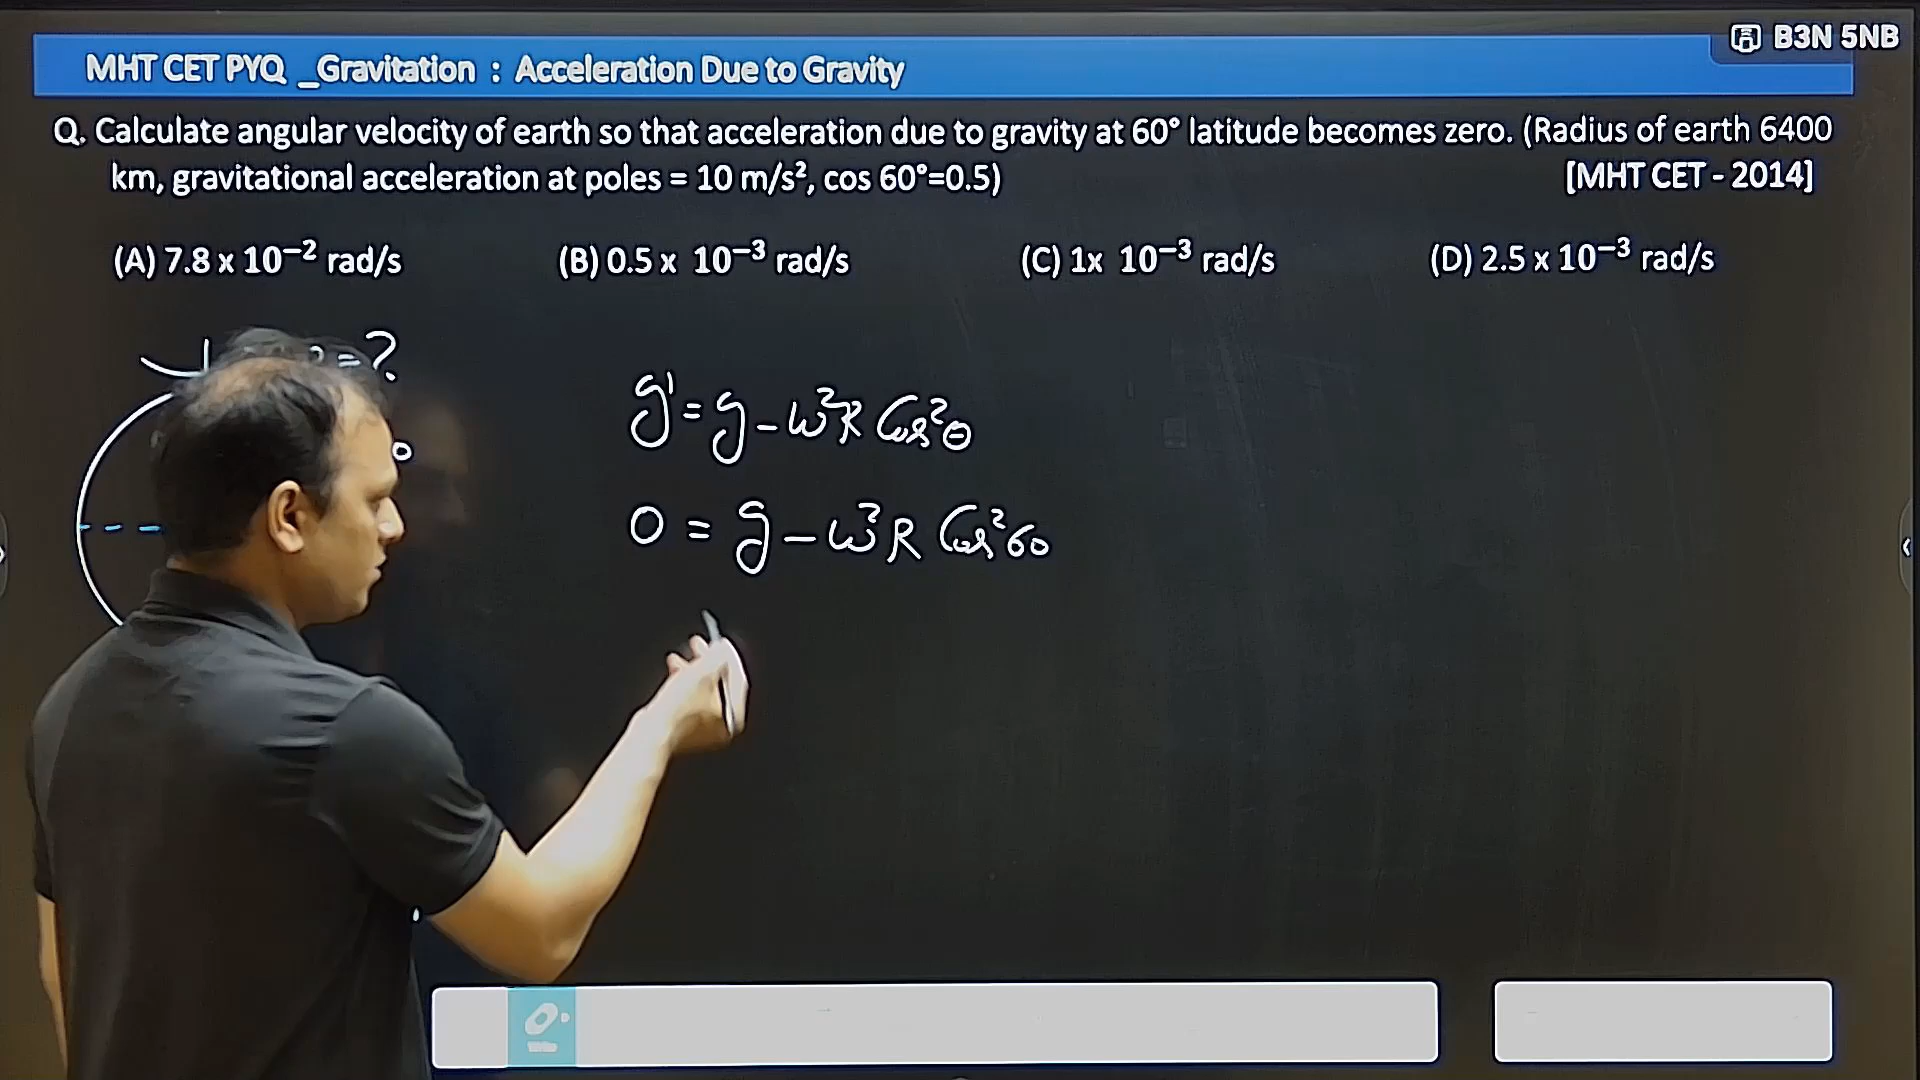 B3N 5NB
MHT CET PYQ _Gravitation : Acceleration Due to Gravity
Q. Calculate angular velocity of earth so that acceleration due to gravity at 60° latitude becomes zero. (Radius of earth 6400
km, gravitational acceleration at poles = 10 m/s², cos 60°=0.5)
[MHT CET - 2014]
(A) 7.8 x 10⁻² rad/s
(B) 0.5 x 10⁻³ rad/s
(C) 1x 10⁻³ rad/s
(D) 2.5 x 10⁻³ rad/s
= ?
g' = g - ω²R Cos²θ
0 = g - ω²R Cos²60